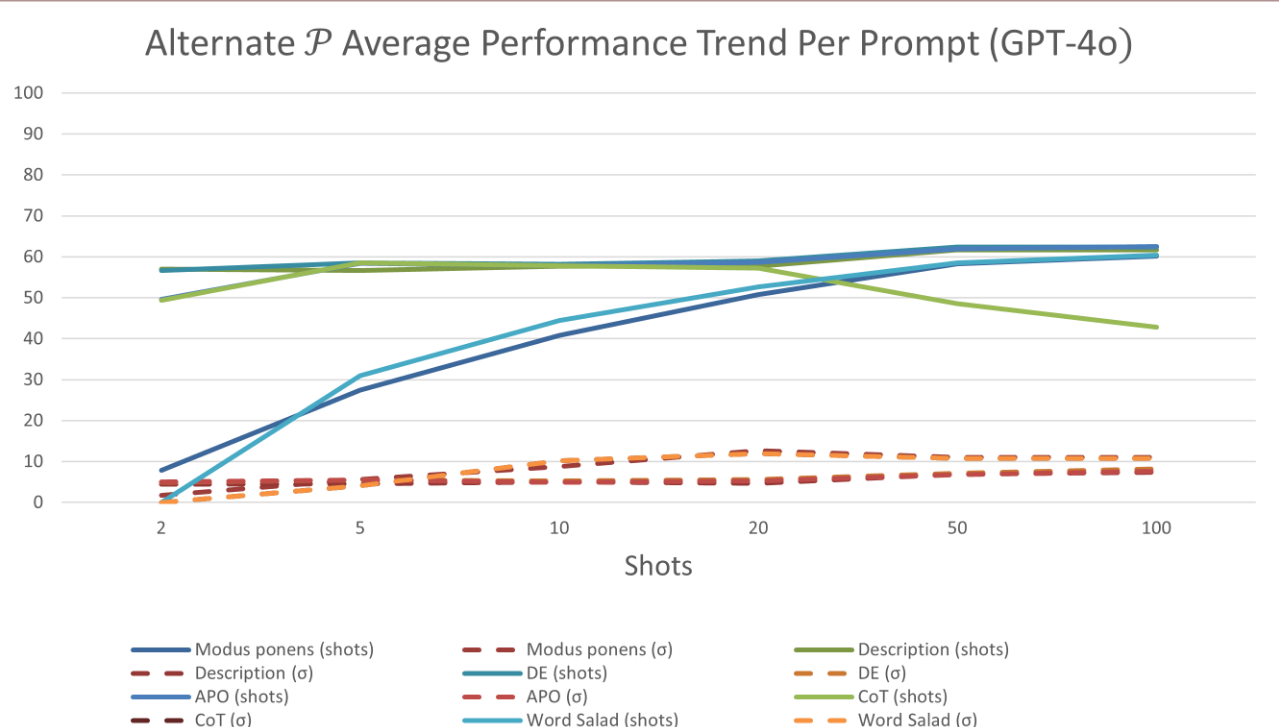 Alternate 𝒫 Average Performance Trend Per Prompt (GPT-4o)
100
90
80
70
60
50
40
30
20
10
0
2 5 10 20 50 100
Shots
Modus ponens (shots) Modus ponens (σ) Description (shots)
Description (σ) DE (shots) DE (σ)
APO (shots) APO (σ) CoT (shots)
CoT (σ) Word Salad (shots) Word Salad (σ)